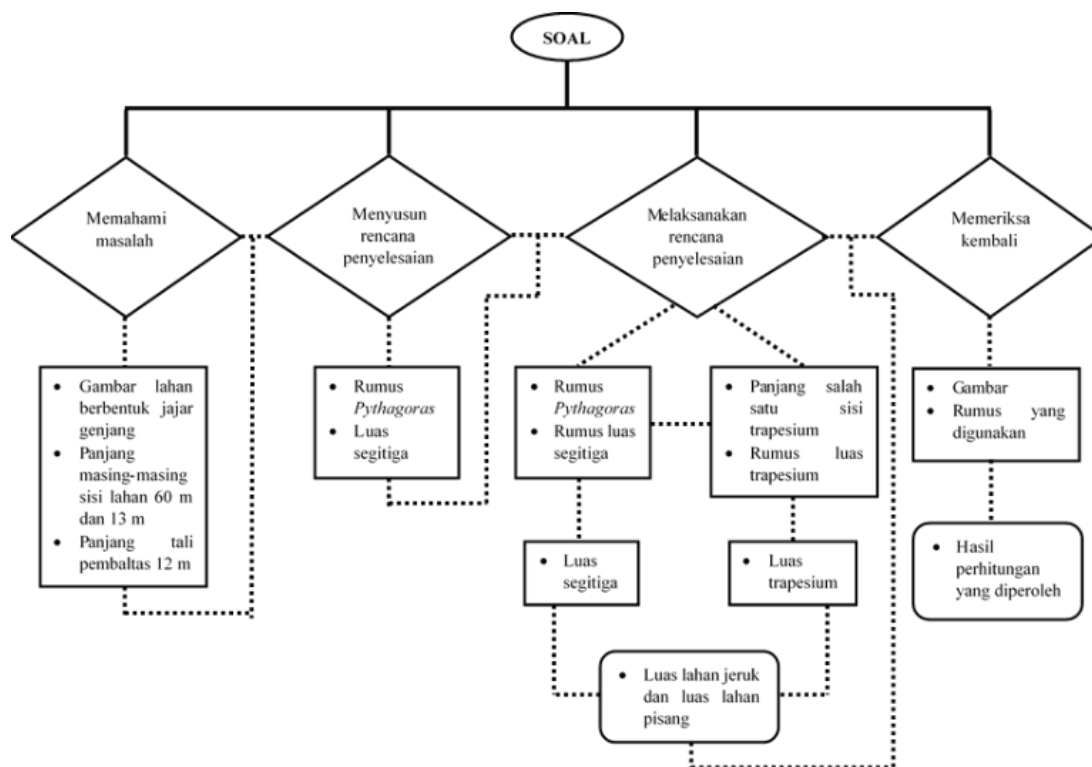 SOAL
Memahami
masalah
Menyusun
rencana
penyelesaian
Melaksanakan
rencana
penyelesaian
Memeriksa
kembali
• Gambar lahan
berbentuk jajar
genjang
• Panjang
masing-masing
sisi lahan 60 m
dan 13 m
• Panjang tali
pembaltas 12 m
• Rumus
Pythagoras
• Luas
segitiga
• Rumus
Pythagoras
• Rumus luas
segitiga
• Panjang salah
satu sisi
trapesium
• Rumus luas
trapesium
• Gambar
• Rumus yang
digunakan
• Luas
segitiga
• Luas
trapesium
• Hasil
perhitungan
yang diperoleh
• Luas lahan jeruk
dan luas lahan
pisang